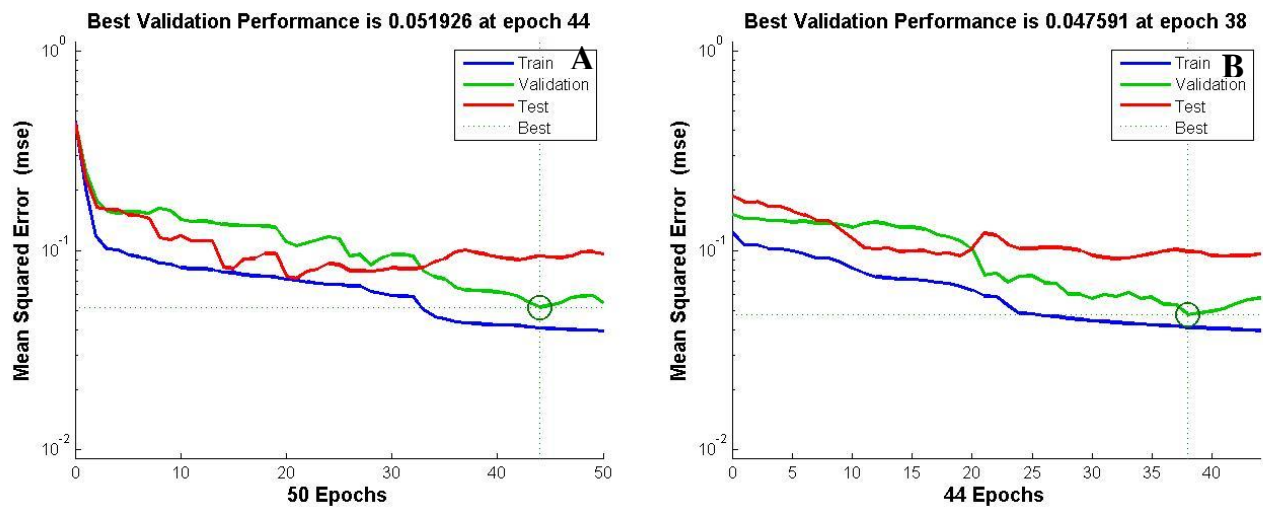 Best Validation Performance is 0.051926 at epoch 44
10^0
10^-1
10^-2
Mean Squared Error (mse)
Train
Validation
Test
Best
A
0 10 20 30 40 50
50 Epochs
Best Validation Performance is 0.047591 at epoch 38
10^0
10^-1
10^-2
Mean Squared Error (mse)
Train
Validation
Test
Best
B
0 5 10 15 20 25 30 35 40
44 Epochs